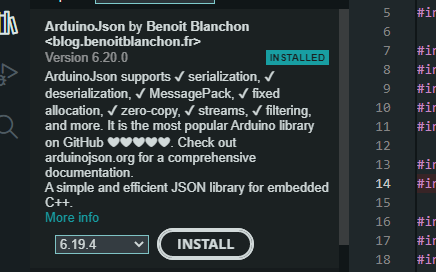 ArduinoJson by Benoit Blanchon
<blog.benoitblanchon.fr>
Version 6.20.0 INSTALLED
ArduinoJson supports ✔ serialization, ✔
deserialization, ✔ MessagePack, ✔ fixed
allocation, ✔ zero-copy, ✔ streams, ✔ filtering,
and more. It is the most popular Arduino library
on GitHub ❤❤❤❤❤. Check out
arduinojson.org for a comprehensive
documentation.
A simple and efficient JSON library for embedded
C++.
More info
6.19.4 INSTALL
5 #i
6
7 #i
8 #i
9 #i
10 #i
11 #i
12
13 #i
14 #i
15
16 #i
17 #i
18 #i